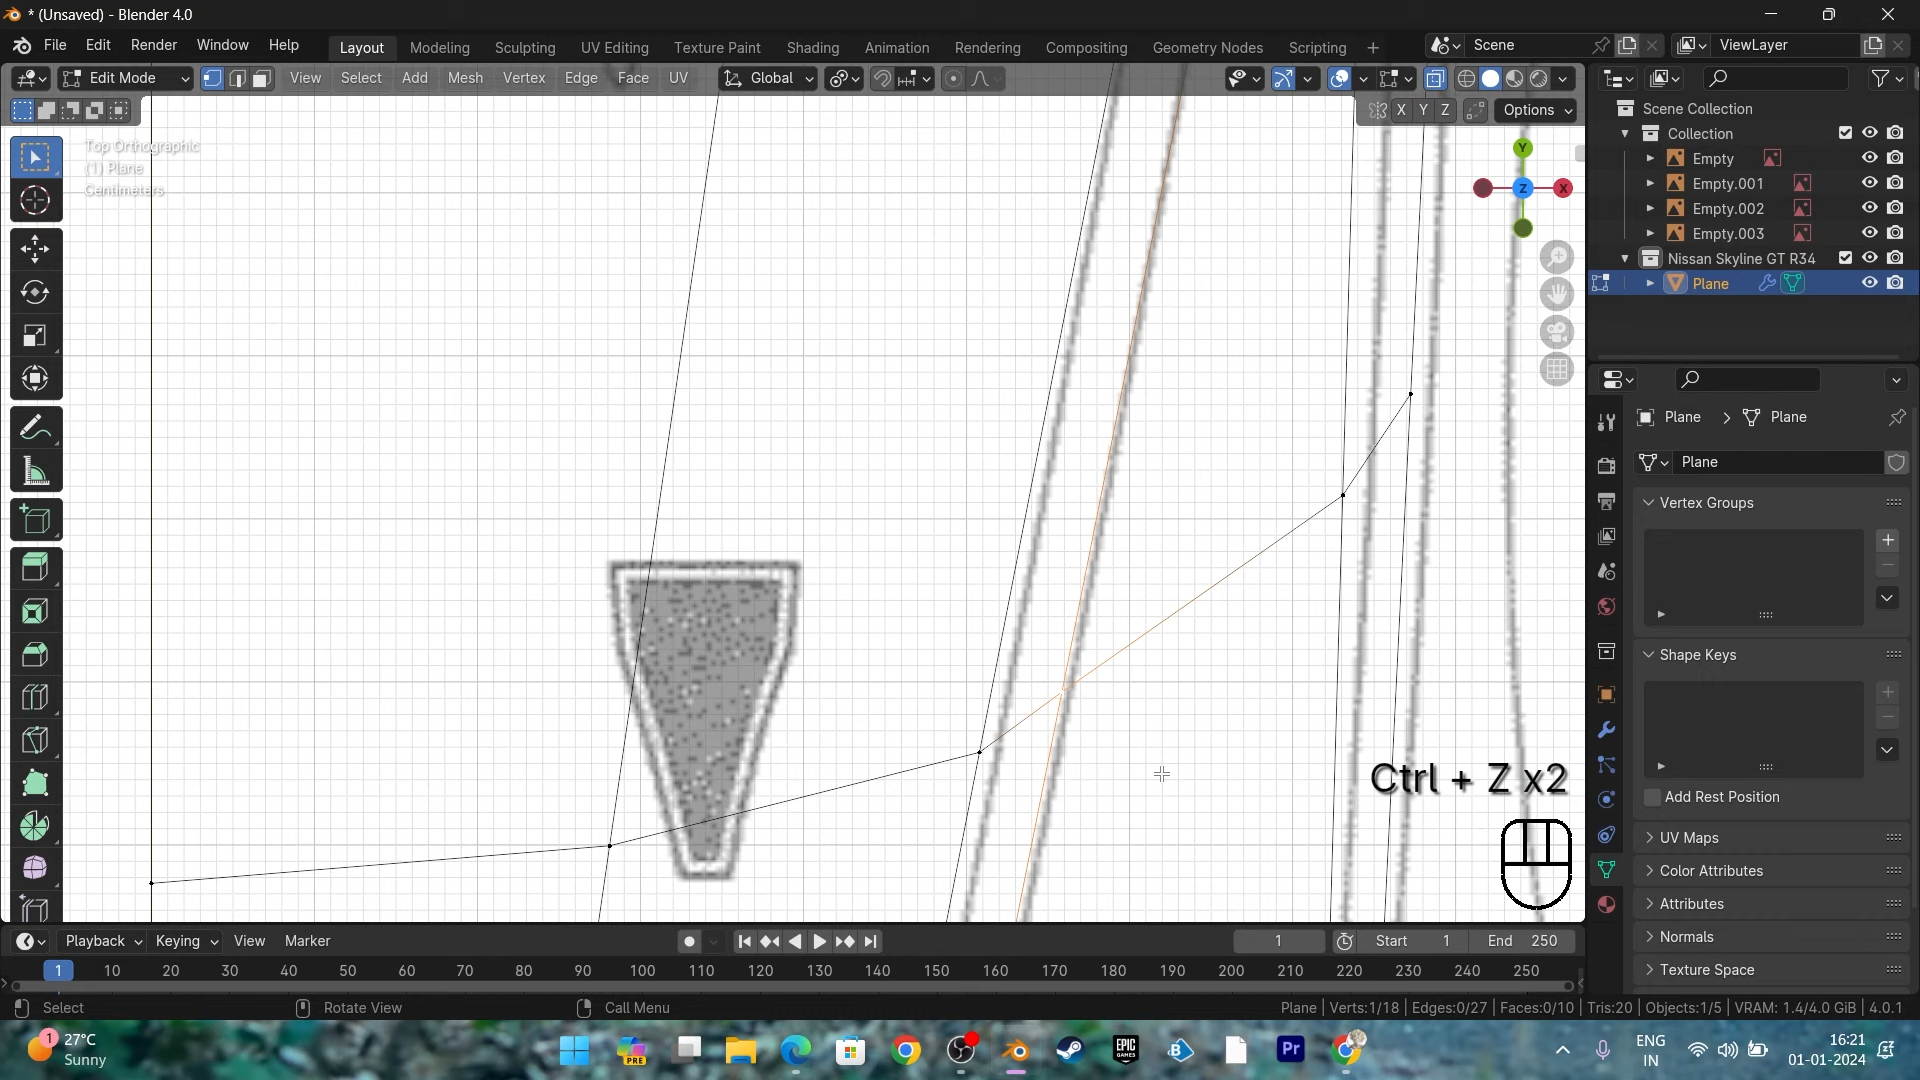 * (Unsaved) - Blender 4.0
File Edit Render Window Help Layout Modeling Sculpting UV Editing Texture Paint Shading Animation Rendering Compositing Geometry Nodes Scripting + Scene ViewLayer
Edit Mode View Select Add Mesh Vertex Edge Face UV Global
X Y Z Options
Top Orthographic
(1) Plane
Centimeters
Y
Z X
Scene Collection
Collection
Empty
Empty.001
Empty.002
Empty.003
Nissan Skyline GT R34
Plane
Plane > Plane
Plane
Vertex Groups
Shape Keys
Add Rest Position
UV Maps
Color Attributes
Attributes
Normals
Texture Space
Ctrl + Z x2
Playback Keying View Marker 1 Start 1 End 250
1 10 20 30 40 50 60 70 80 90 100 110 120 130 140 150 160 170 180 190 200 210 220 230 240 250
Select Rotate View Call Menu Plane | Verts:1/18 | Edges:0/27 | Faces:0/10 | Tris:20 | Objects:1/5 | VRAM: 1.4/4.0 GiB | 4.0.1
1 27°C
Sunny
PRE
EPIC GAMES
B
Pr
ENG
IN
16:21
01-01-2024